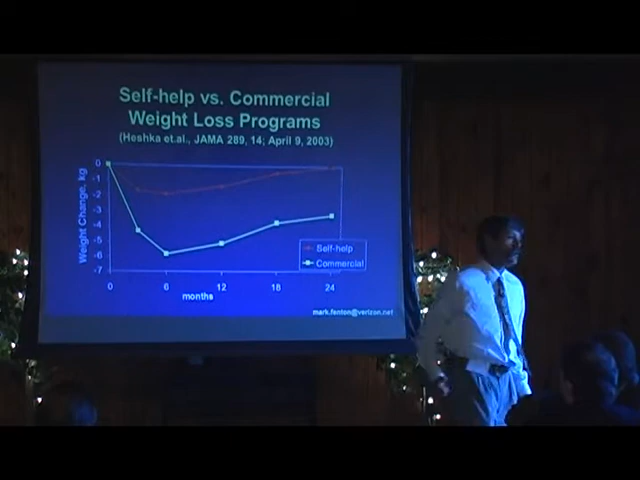 Self-help vs. Commercial
Weight Loss Programs
(Heshka et.al., JAMA 289, 14; April 9, 2003)
Weight Change, kg
0
-1
-2
-3
-4
-5
-6
-7
Self-help
Commercial
0 6 12 18 24
months
mark.fenton@verizon.net